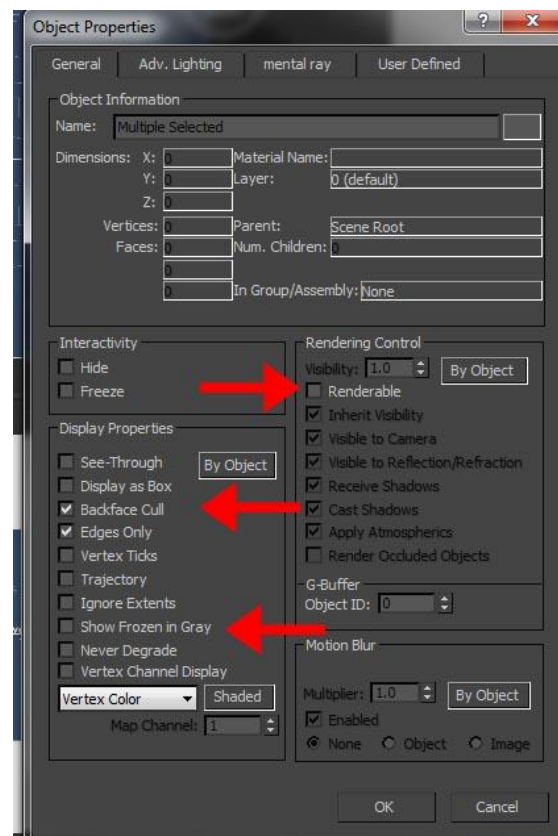 Object Properties
? X
General Adv. Lighting mental ray User Defined
Object Information
Name: Multiple Selected
Dimensions: X: 0 Material Name:
Y: 0 Layer: 0 (default)
Z: 0
Vertices: 0 Parent: Scene Root
Faces: 0 Num. Children: 0
0
0 In Group/Assembly: None
Interactivity
Hide
Freeze
Display Properties
See-Through By Object
Display as Box
Backface Cull
Edges Only
Vertex Ticks
Trajectory
Ignore Extents
Show Frozen in Gray
Never Degrade
Vertex Channel Display
Vertex Color Shaded
Map Channel: 1
Rendering Control
Visibility: 1.0 By Object
Renderable
Inherit Visibility
Visible to Camera
Visible to Reflection/Refraction
Receive Shadows
Cast Shadows
Apply Atmospherics
Render Occluded Objects
G-Buffer
Object ID: 0
Motion Blur
Multiplier: 1.0 By Object
Enabled
None Object Image
OK Cancel